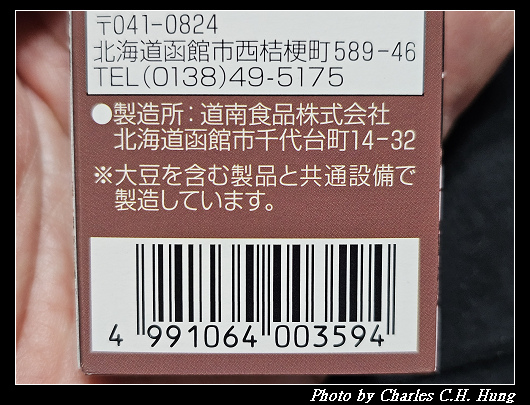 〒041-0824
北海道函館市西桔梗町589-46
TEL(0138)49-5175
●製造所：道南食品株式会社
北海道函館市千代台町14-32
※大豆を含む製品と共通設備で
製造しています。
4 991064 003594
Photo by Charles C.H. Hung